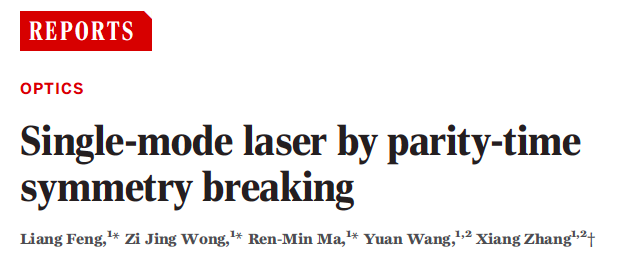 REPORTS
OPTICS
Single-mode laser by parity-time
symmetry breaking
Liang Feng,¹* Zi Jing Wong,¹* Ren-Min Ma,¹* Yuan Wang,¹,² Xiang Zhang¹,²†